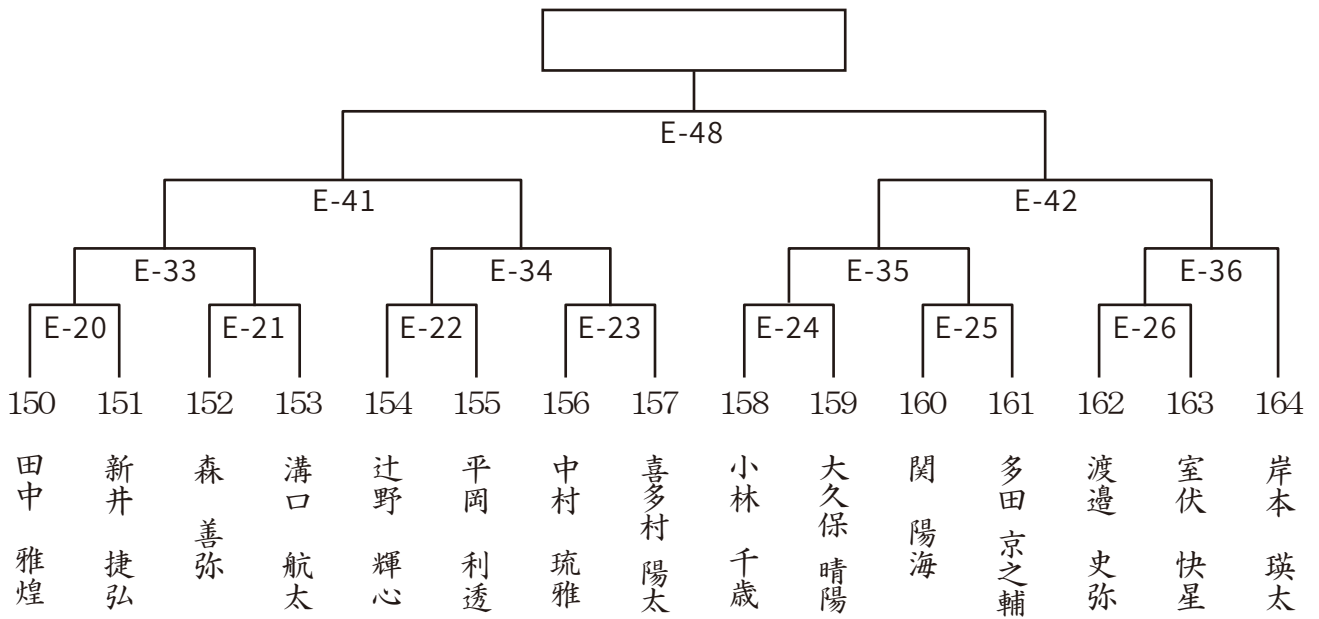 E-48
E-41
E-42
E-33
E-34
E-35
E-36
E-20
E-21
E-22
E-23
E-24
E-25
E-26
150
151
152
153
154
155
156
157
158
159
160
161
162
163
164
田中 雅煌
新井 捷弘
森 善弥
溝口 航太
辻野 輝心
平岡 利透
中村 琉雅
喜多村 陽太
小林 千歳
大久保 晴陽
関 陽海
多田 京之輔
渡邉 史弥
室伏 快星
岸本 瑛太